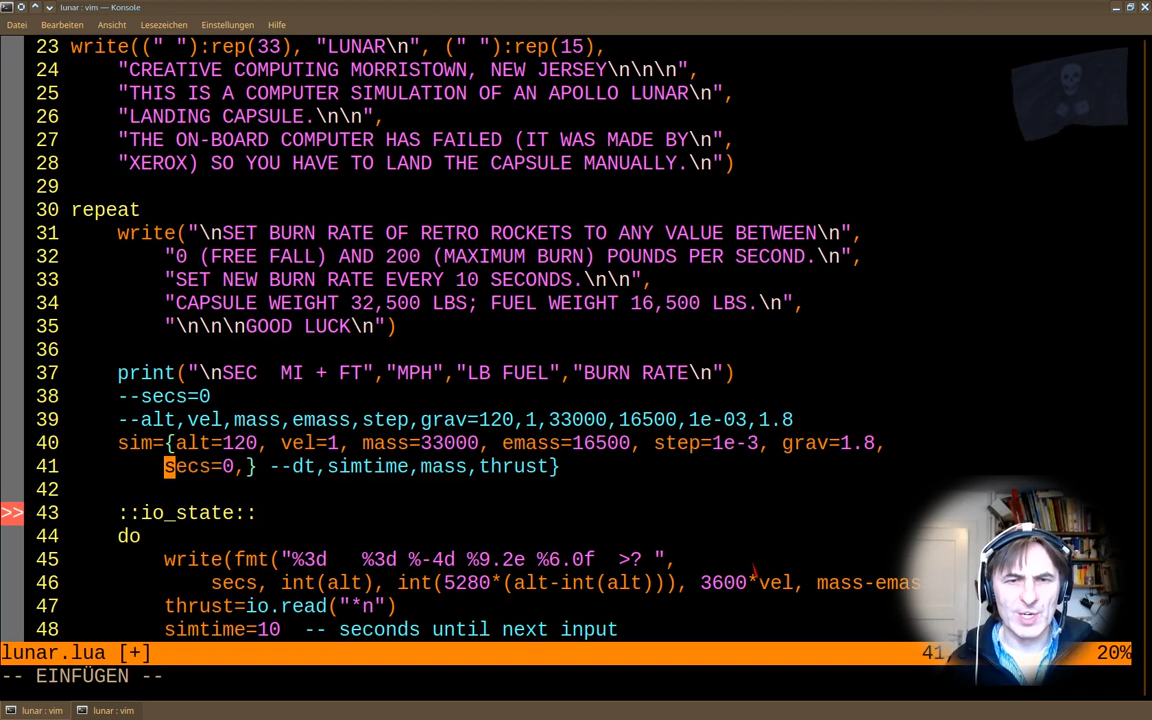 lunar : vim — Konsole
Datei Bearbeiten Ansicht Lesezeichen Einstellungen Hilfe
23 write((" "):rep(33), "LUNAR\n", (" "):rep(15),
24     "CREATIVE COMPUTING MORRISTOWN, NEW JERSEY\n\n\n",
25     "THIS IS A COMPUTER SIMULATION OF AN APOLLO LUNAR\n",
26     "LANDING CAPSULE.\n\n",
27     "THE ON-BOARD COMPUTER HAS FAILED (IT WAS MADE BY\n",
28     "XEROX) SO YOU HAVE TO LAND THE CAPSULE MANUALLY.\n")
29
30 repeat
31     write("\nSET BURN RATE OF RETRO ROCKETS TO ANY VALUE BETWEEN\n",
32         "0 (FREE FALL) AND 200 (MAXIMUM BURN) POUNDS PER SECOND.\n",
33         "SET NEW BURN RATE EVERY 10 SECONDS.\n\n",
34         "CAPSULE WEIGHT 32,500 LBS; FUEL WEIGHT 16,500 LBS.\n",
35         "\n\n\nGOOD LUCK\n")
36
37     print("\nSEC  MI + FT","MPH","LB FUEL","BURN RATE\n")
38     --secs=0
39     --alt,vel,mass,emass,step,grav=120,1,33000,16500,1e-03,1.8
40     sim={alt=120, vel=1, mass=33000, emass=16500, step=1e-3, grav=1.8,
41         secs=0,} --dt,simtime,mass,thrust}
42
>> 43     ::io_state::
44     do
45         write(fmt("%3d   %3d %-4d %9.2e %6.0f  >? ",
46             secs, int(alt), int(5280*(alt-int(alt))), 3600*vel, mass-emas
47         thrust=io.read("*n")
48         simtime=10  -- seconds until next input
lunar.lua [+] 41, 20%
-- EINFÜGEN --
lunar : vim lunar : vim